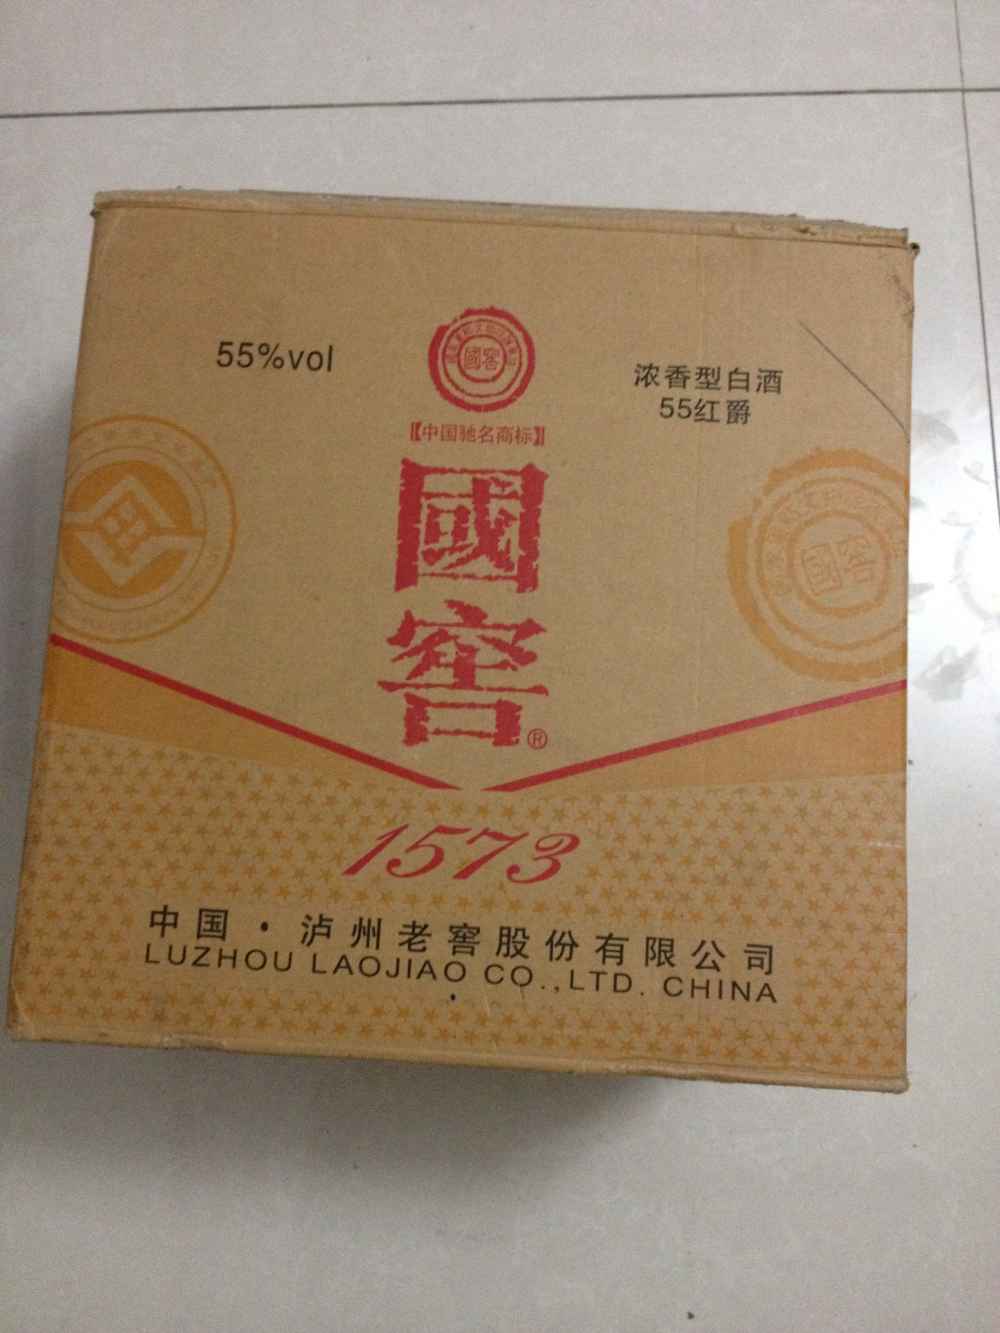 55%vol
國窖
浓香型白酒
55红爵
【中国驰名商标】
國窖®
國窖
1573
中国·泸州老窖股份有限公司
LUZHOU LAOJIAO CO.,LTD. CHINA